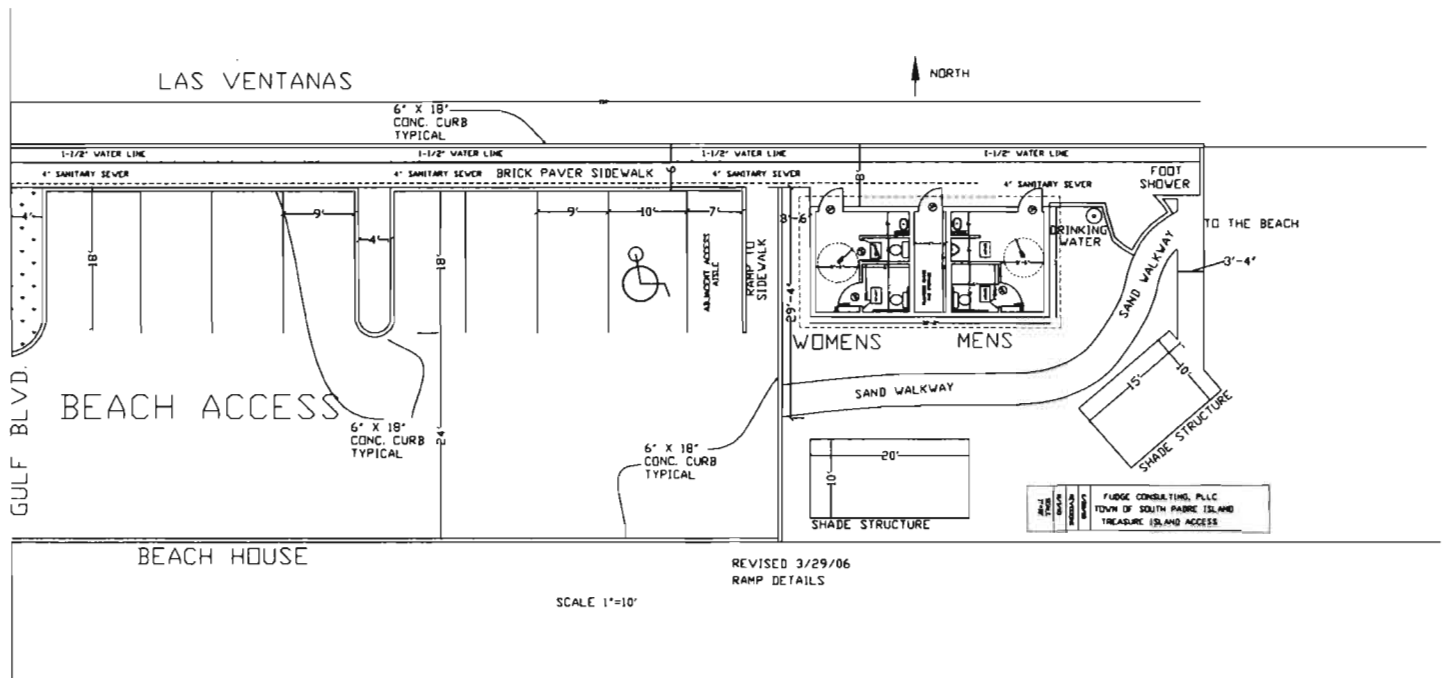 LAS VENTANAS
NORTH
6" X 18"
CONC. CURB
TYPICAL
1-1/2" WATER LINE
1-1/2" WATER LINE
1-1/2" WATER LINE
1-1/2" WATER LINE
4" SANITARY SEWER
4" SANITARY SEWER
BRICK PAVER SIDEWALK
6'
4" SANITARY SEWER
8'
4" SANITARY SEWER
FOOT
SHOWER
4'
9'
4'
9'
10'
7'
3'-6"
18'
18'
ADJACENT ACCESS
AISLE
RAMP TO
SIDEWALK
29'-4"
DRINKING
WATER
TO THE BEACH
3'-4"
SAND WALKWAY
WOMENS
MENS
SAND WALKWAY
15'
10'
SHADE STRUCTURE
GULF BLVD.
BEACH ACCESS
6" X 18"
CONC. CURB
TYPICAL
24'
6" X 18"
CONC. CURB
TYPICAL
20'
10'
SHADE STRUCTURE
FUDGE CONSULTING, PLLC
TOWN OF SOUTH PADRE ISLAND
TREASURE ISLAND ACCESS
BEACH HOUSE
REVISED 3/29/06
RAMP DETAILS
SCALE 1"=10'